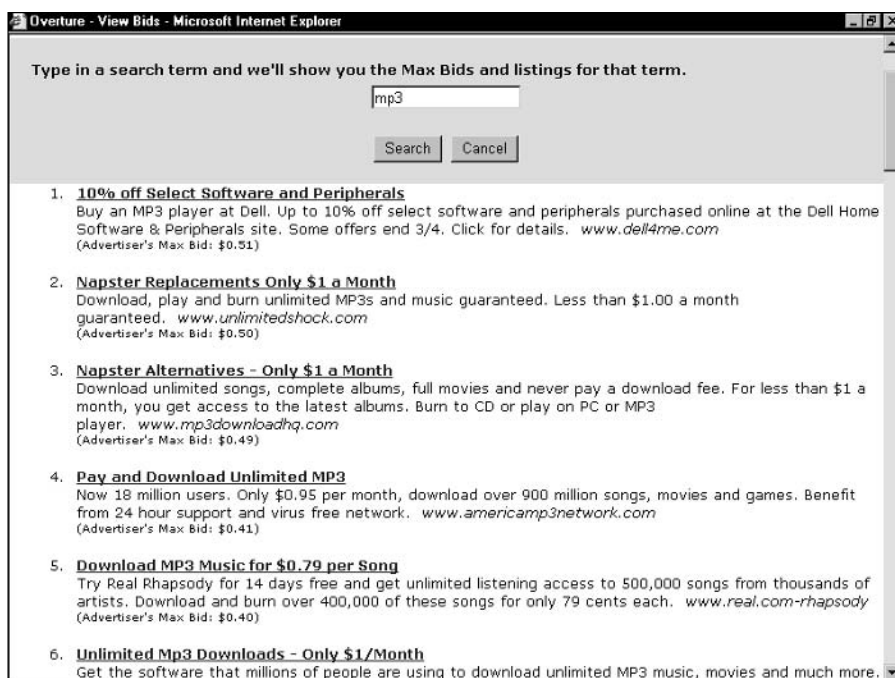 Overture - View Bids - Microsoft Internet Explorer
Type in a search term and we'll show you the Max Bids and listings for that term.
mp3
Search Cancel
1. 10% off Select Software and Peripherals
Buy an MP3 player at Dell. Up to 10% off select software and peripherals purchased online at the Dell Home
Software & Peripherals site. Some offers end 3/4. Click for details. www.dell4me.com
(Advertiser's Max Bid: $0.51)
2. Napster Replacements Only $1 a Month
Download, play and burn unlimited MP3s and music guaranteed. Less than $1.00 a month
guaranteed. www.unlimitedshock.com
(Advertiser's Max Bid: $0.50)
3. Napster Alternatives - Only $1 a Month
Download unlimited songs, complete albums, full movies and never pay a download fee. For less than $1 a
month, you get access to the latest albums. Burn to CD or play on PC or MP3
player. www.mp3downloadhq.com
(Advertiser's Max Bid: $0.49)
4. Pay and Download Unlimited MP3
Now 18 million users. Only $0.95 per month, download over 900 million songs, movies and games. Benefit
from 24 hour support and virus free network. www.americamp3network.com
(Advertiser's Max Bid: $0.41)
5. Download MP3 Music for $0.79 per Song
Try Real Rhapsody for 14 days free and get unlimited listening access to 500,000 songs from thousands of
artists. Download and burn over 400,000 of these songs for only 79 cents each. www.real.com-rhapsody
(Advertiser's Max Bid: $0.40)
6. Unlimited Mp3 Downloads - Only $1/Month
Get the software that millions of people are using to download unlimited MP3 music, movies and much more.